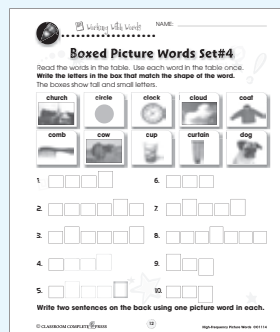 Working With Words
NAME:
Boxed Picture Words Set#4
Read the words in the table. Use each word in the table once.
Write the letters in the box that match the shape of the word.
The boxes show tall and small letters.
church circle clock cloud coat
comb cow cup curtain dog
1. 6.
2. 7.
3. 8.
4. 9.
5. 10.
Write two sentences on the back using one picture word in each.
© CLASSROOM COMPLETE PRESS 12 High-Frequency Picture Words CC1114